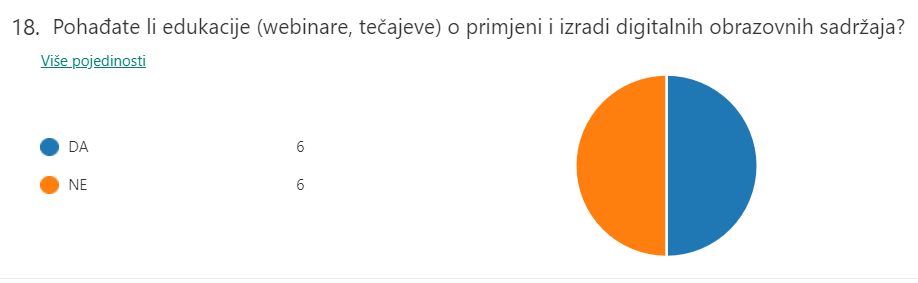 18. Pohađate li edukacije (webinare, tečajeve) o primjeni i izradi digitalnih obrazovnih sadržaja?
Više pojedinosti
DA 6
NE 6